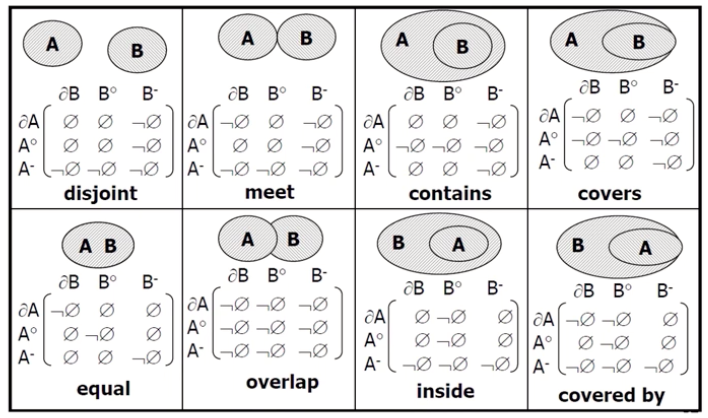 A B
∂B B° B-
∂A ∅ ∅ ¬∅
A° ∅ ∅ ¬∅
A- ¬∅ ¬∅ ¬∅
disjoint
A B
∂B B° B-
∂A ¬∅ ∅ ¬∅
A° ∅ ∅ ¬∅
A- ¬∅ ¬∅ ¬∅
meet
A B
∂B B° B-
∂A ∅ ∅ ¬∅
A° ¬∅ ¬∅ ¬∅
A- ∅ ∅ ¬∅
contains
A B
∂B B° B-
∂A ¬∅ ∅ ¬∅
A° ¬∅ ¬∅ ¬∅
A- ∅ ∅ ¬∅
covers
A B
∂B B° B-
∂A ¬∅ ∅ ∅
A° ∅ ¬∅ ∅
A- ∅ ∅ ¬∅
equal
A B
∂B B° B-
∂A ¬∅ ¬∅ ¬∅
A° ¬∅ ¬∅ ¬∅
A- ¬∅ ¬∅ ¬∅
overlap
B A
∂B B° B-
∂A ∅ ¬∅ ∅
A° ∅ ¬∅ ∅
A- ¬∅ ¬∅ ¬∅
inside
B A
∂B B° B-
∂A ¬∅ ¬∅ ∅
A° ∅ ¬∅ ∅
A- ¬∅ ¬∅ ¬∅
covered by